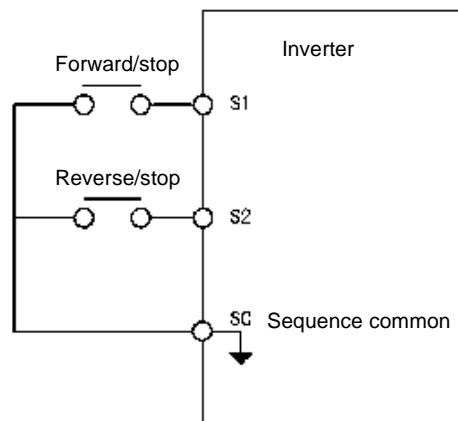 Inverter
Forward/stop
S1
Reverse/stop
S2
SC Sequence common